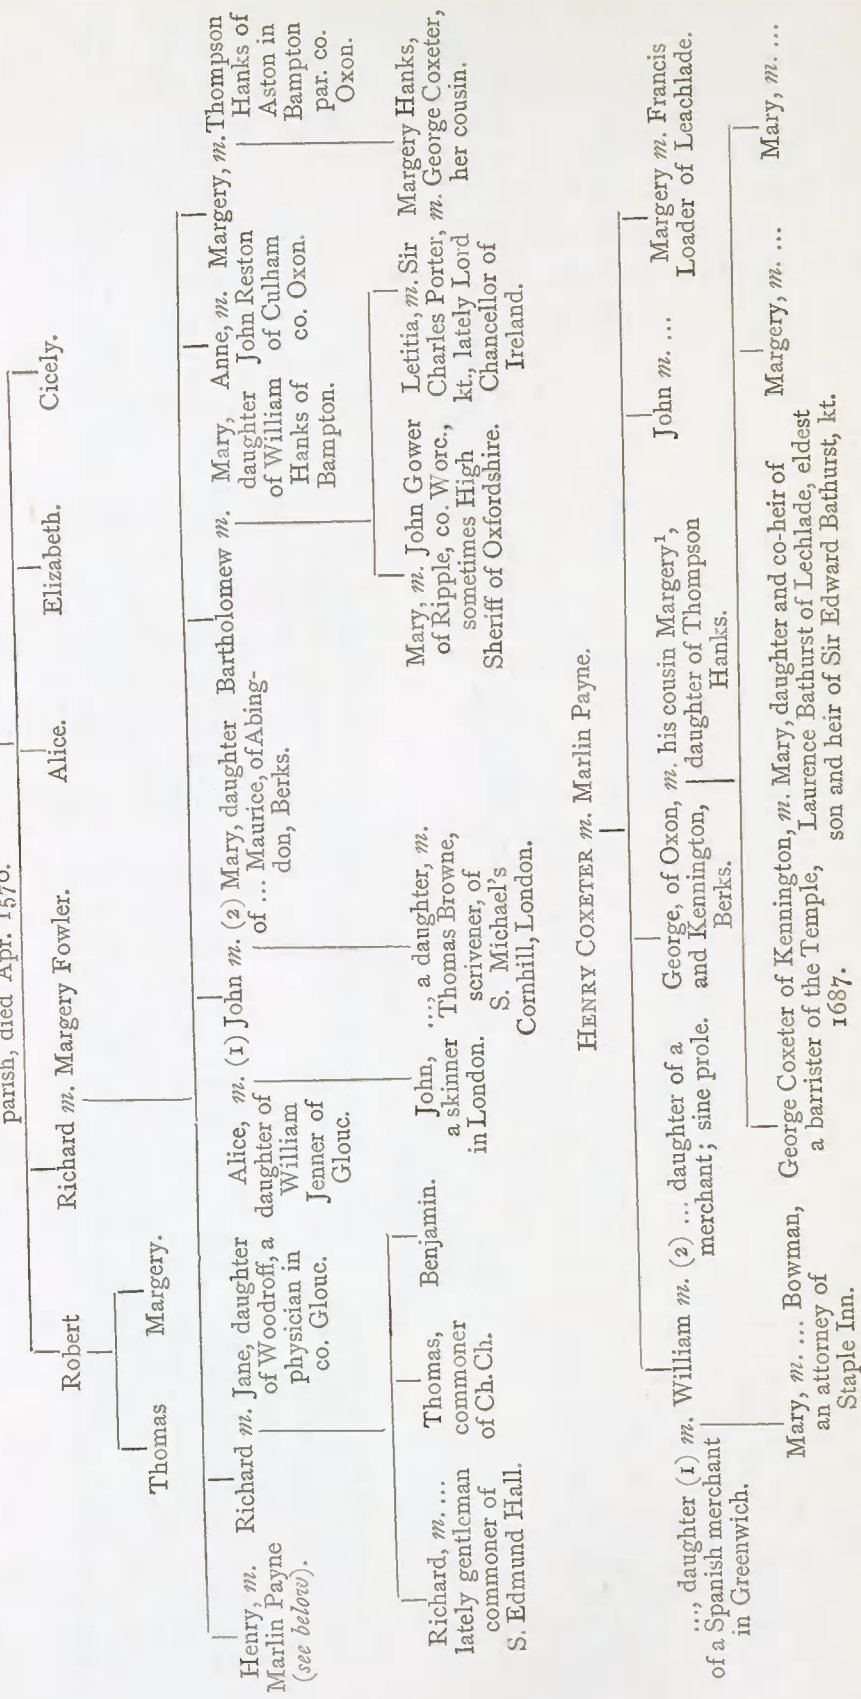 parish, died Apr. 1570.
Robert
Richard m. Margery Fowler.
Alice.
Elizabeth.
Cicely.
Thomas
Margery.
Henry, m.
Marlin Payne
(see below).
Richard m. Jane, daughter
of Woodroff, a
physician in
co. Glouc.
Alice, m. (1) John m. (2) Mary, daughter
daughter of
William
Jenner of
Glouc.
of ... Maurice, of Abing-
don, Berks.
Bartholomew m. Mary,
daughter
of William
Hanks of
Bampton.
Anne, m.
John Reston
of Culham
co. Oxon.
Margery, m. Thompson
Hanks of
Aston in
Bampton
par. co.
Oxon.
Richard, m. ...
lately gentleman
commoner of
S. Edmund Hall.
Thomas,
commoner
of Ch. Ch.
Benjamin.
John,
a skinner
in London.
..., a daughter, m.
Thomas Browne,
scrivener, of
S. Michael's
Cornhill, London.
Mary, m. John Gower
of Ripple, co. Worc.,
sometimes High
Sheriff of Oxfordshire.
Letitia, m. Sir
Charles Porter,
kt., lately Lord
Chancellor of
Ireland.
Margery Hanks,
m. George Coxeter,
her cousin.
HENRY COXETER m. Marlin Payne.
..., daughter (1) m. William m. (2) ... daughter of a
of a Spanish merchant
in Greenwich.
merchant; sine prole.
George, of Oxon, m. his cousin Margery1,
and Kennington,
Berks.
daughter of Thompson
Hanks.
John m. ...
Margery m. Francis
Loader of Leachlade.
Mary, m. ... Bowman,
an attorney of
Staple Inn.
George Coxeter of Kennington, m. Mary, daughter and co-heir of
a barrister of the Temple,
1687.
Laurence Bathurst of Lechlade, eldest
son and heir of Sir Edward Bathurst, kt.
Margery, m. ...
Mary, m. ...